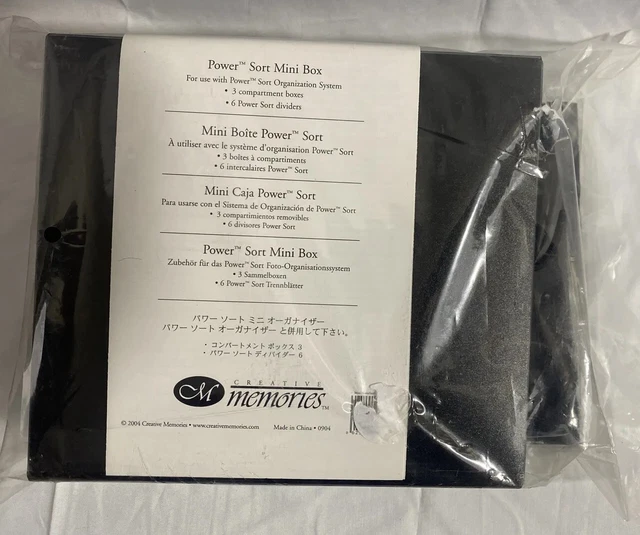 Power™ Sort Mini Box
For use with Power™ Sort Organization System
• 3 compartment boxes
• 6 Power Sort dividers
Mini Boîte Power™ Sort
À utiliser avec le système d'organisation Power™ Sort
• 3 boîtes à compartiments
• 6 intercalaires Power™ Sort
Mini Caja Power™ Sort
Para usarse con el Sistema de Organización de Power™ Sort
• 3 compartimientos removibles
• 6 divisores Power Sort
Power™ Sort Mini Box
Zubehör für das Power™ Sort Foto-Organisationssystem
• 3 Sammelboxen
• 6 Power™ Sort Trennblätter
パワー ソート ミニ オーガナイザー
パワー ソート オーガナイザー と併用して下さい。
・ コンパートメント ボックス 3
・ パワー ソート ディバイダー 6
CM CREATIVE
memories™
© 2004 Creative Memories • www.creativememories.com Made in China • 0904